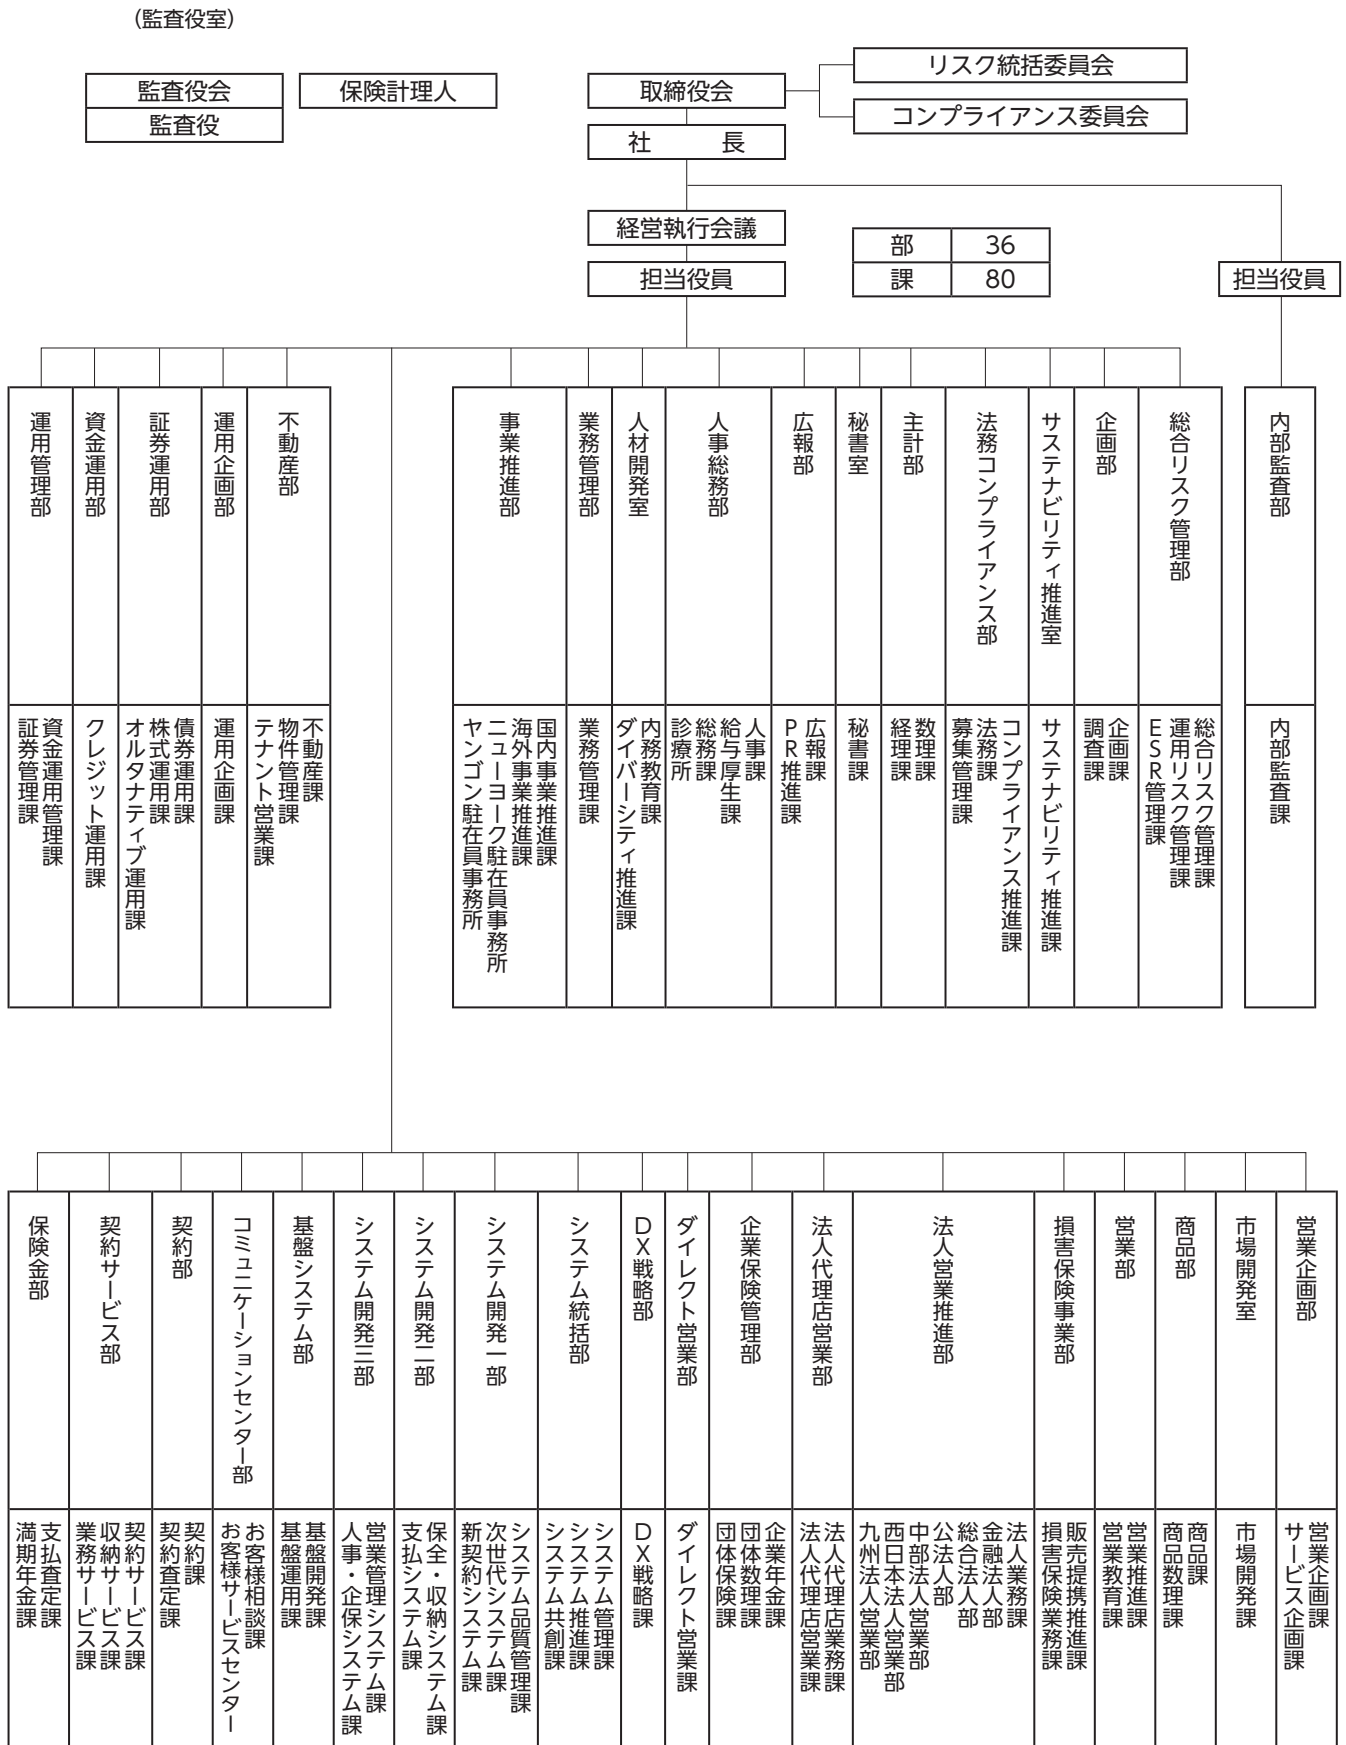 （監査役室）
監査役会
監査役
保険計理人
取締役会
リスク統括委員会
コンプライアンス委員会
社　長
経営執行会議
担当役員
部 36
課 80
担当役員
内部監査部
内部監査課
総合リスク管理部
総合リスク管理課
運用リスク管理課
ESR管理課
企画部
企画課
調査課
サステナビリティ推進室
サステナビリティ推進課
法務コンプライアンス部
コンプライアンス推進課
法務課
募集管理課
主計部
数理課
経理課
秘書室
秘書課
広報部
広報課
PR推進課
人事総務部
人事課
給与厚生課
総務課
診療所
人材開発室
内務教育課
ダイバーシティ推進課
業務管理部
業務管理課
事業推進部
国内事業推進課
海外事業推進課
ニューヨーク駐在員事務所
ヤンゴン駐在員事務所
不動産部
不動産課
物件管理課
テナント営業課
運用企画部
運用企画課
証券運用部
債券運用課
株式運用課
オルタナティブ運用課
資金運用部
クレジット運用課
運用管理部
資金運用管理課
証券管理課
営業企画部
営業企画課
サービス企画課
市場開発室
市場開発課
商品部
商品課
商品数理課
営業部
営業推進課
営業教育課
損害保険事業部
販売提携推進課
損害保険業務課
法人営業推進部
法人業務課
金融法人部
総合法人部
公法人部
中部法人営業部
西日本法人営業部
九州法人営業部
法人代理店営業部
法人代理店業務課
法人代理店営業課
企業保険管理部
企業年金課
団体数理課
団体保険課
ダイレクト営業部
ダイレクト営業課
DX戦略部
DX戦略課
システム統括部
システム管理課
システム推進課
システム共創課
システム開発一部
システム品質管理課
次世代システム課
新契約システム課
システム開発二部
保全・収納システム課
支払システム課
システム開発三部
営業管理システム課
人事・企保システム課
基盤システム部
基盤開発課
基盤運用課
コミュニケーションセンター部
お客様相談課
お客様サービスセンター
契約部
契約課
契約査定課
契約サービス部
契約サービス課
収納サービス課
業務サービス課
保険金部
支払査定課
満期年金課